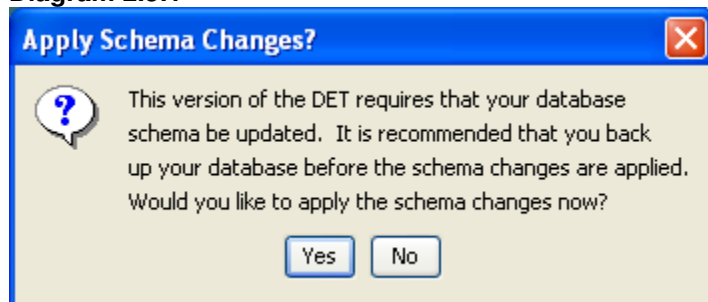 Apply Schema Changes?
This version of the DET requires that your database
schema be updated. It is recommended that you back
up your database before the schema changes are applied.
Would you like to apply the schema changes now?
Yes No